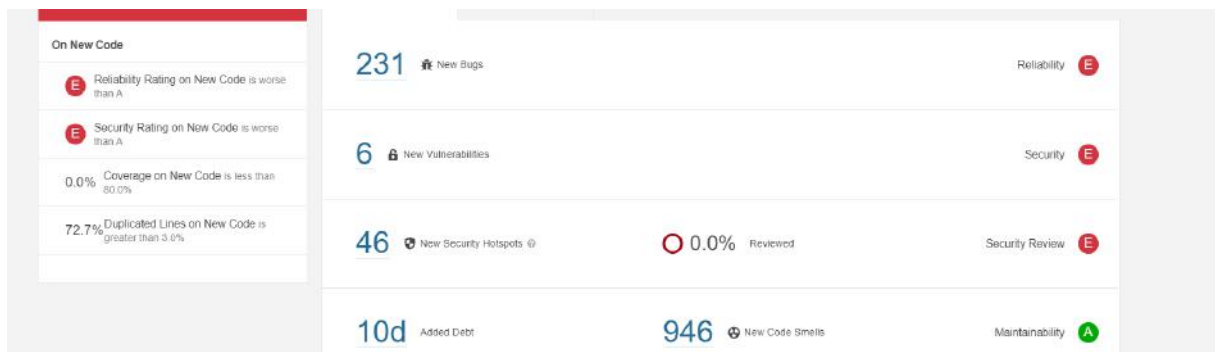 On New Code
E
Reliability Rating on New Code is worse
than A
E
Security Rating on New Code is worse
than A
0.0%
Coverage on New Code is less than
80.0%
72.7%
Duplicated Lines on New Code is
greater than 3.0%
231 New Bugs
Reliability E
6 New Vulnerabilities
Security E
46 New Security Hotspots
0.0% Reviewed
Security Review E
10d Added Debt
946 New Code Smells
Maintainability A